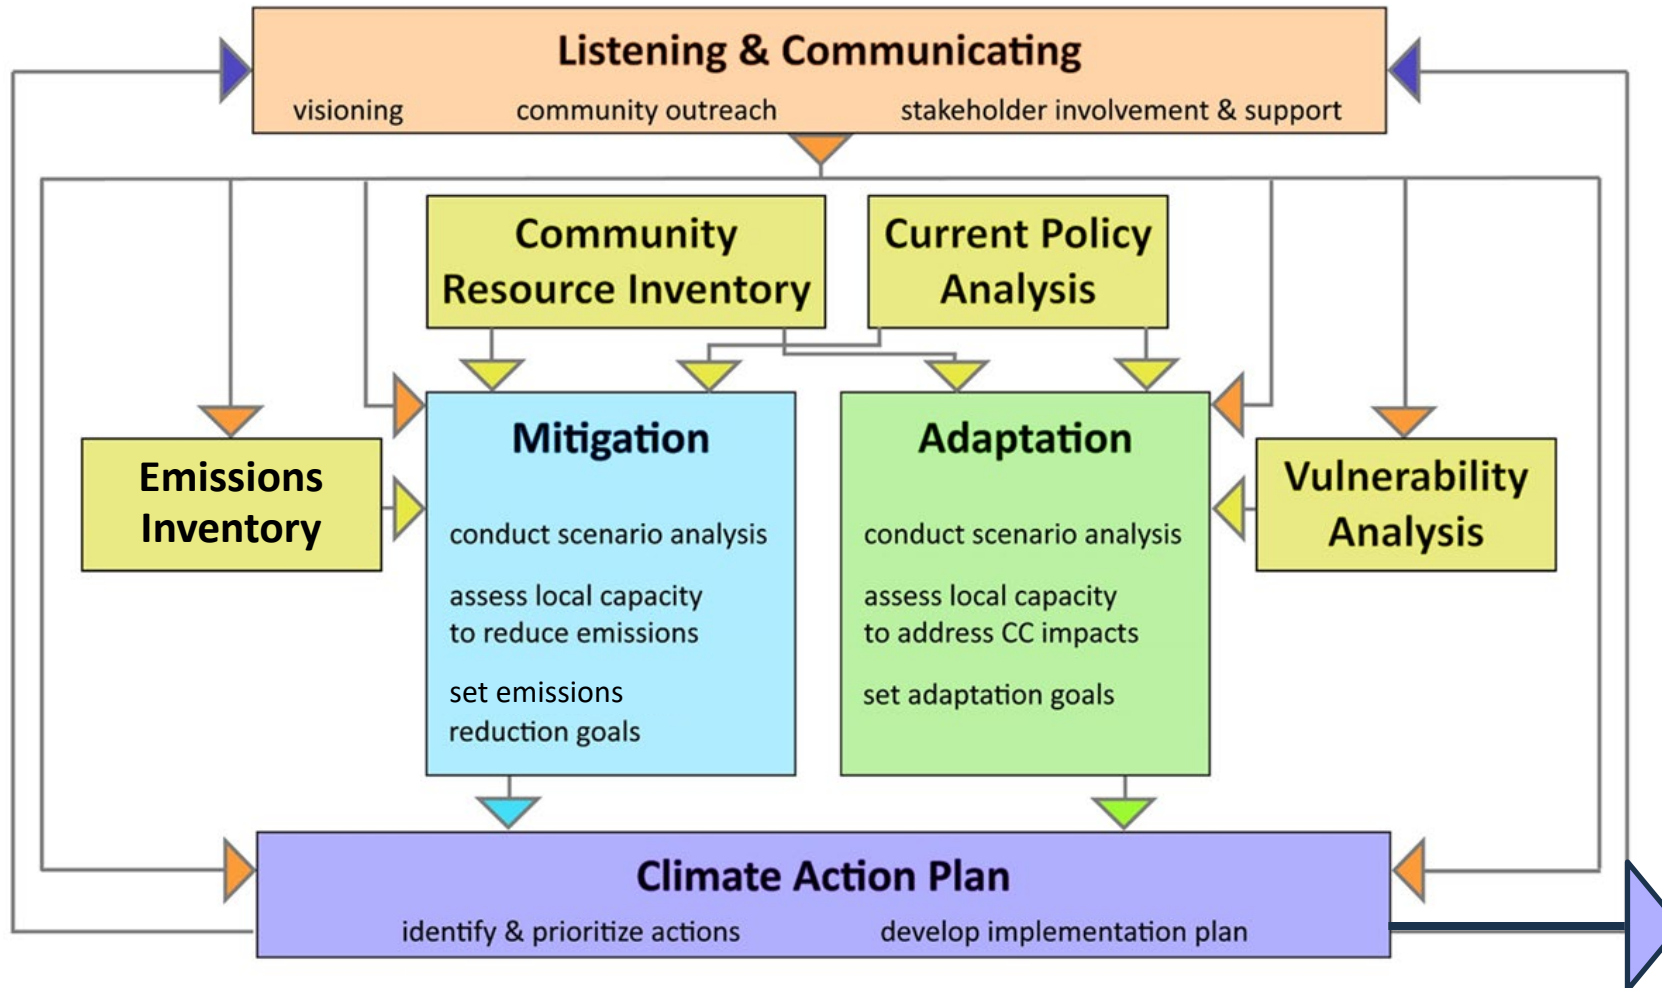 Listening & Communicating
visioning
community outreach
stakeholder involvement & support
Community
Resource Inventory
Current Policy
Analysis
Emissions
Inventory
Mitigation
conduct scenario analysis
assess local capacity
to reduce emissions
set emissions
reduction goals
Adaptation
conduct scenario analysis
assess local capacity
to address CC impacts
set adaptation goals
Vulnerability
Analysis
Climate Action Plan
identify & prioritize actions
develop implementation plan